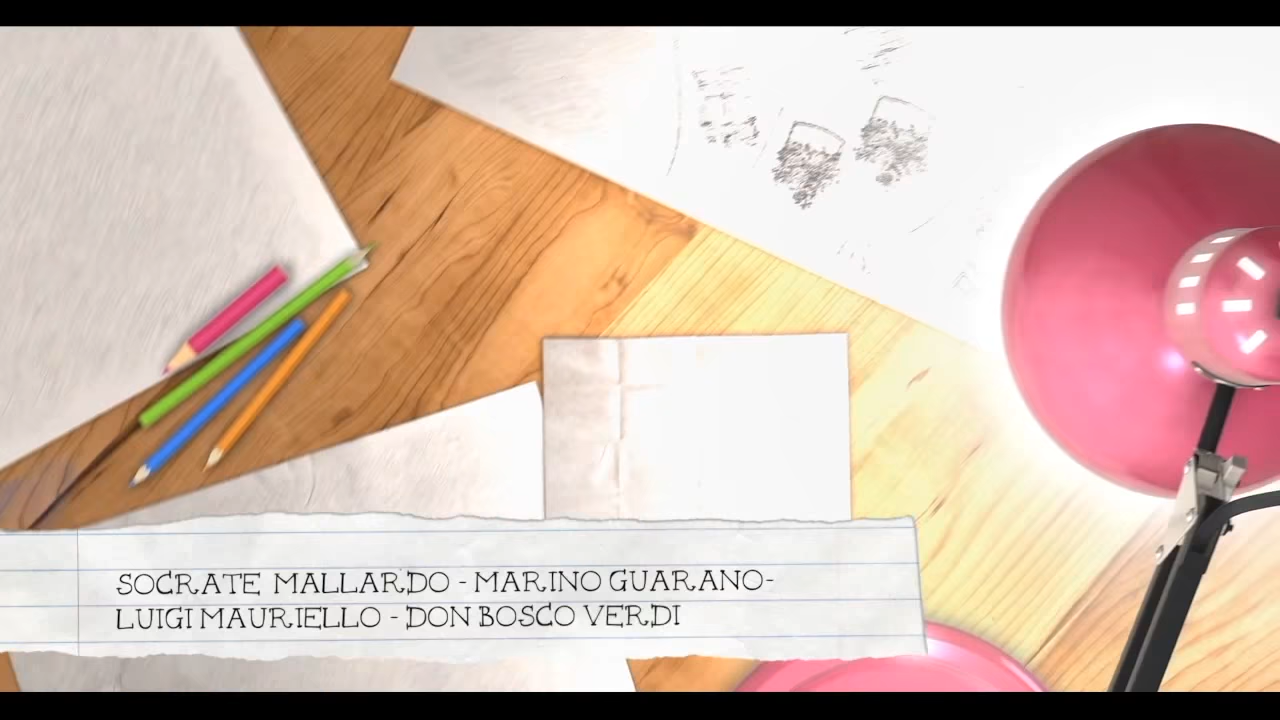 SOCRATE MALLARDO - MARINO GUARANO-
LUIGI MAURIELLO - DON BOSCO VERDI